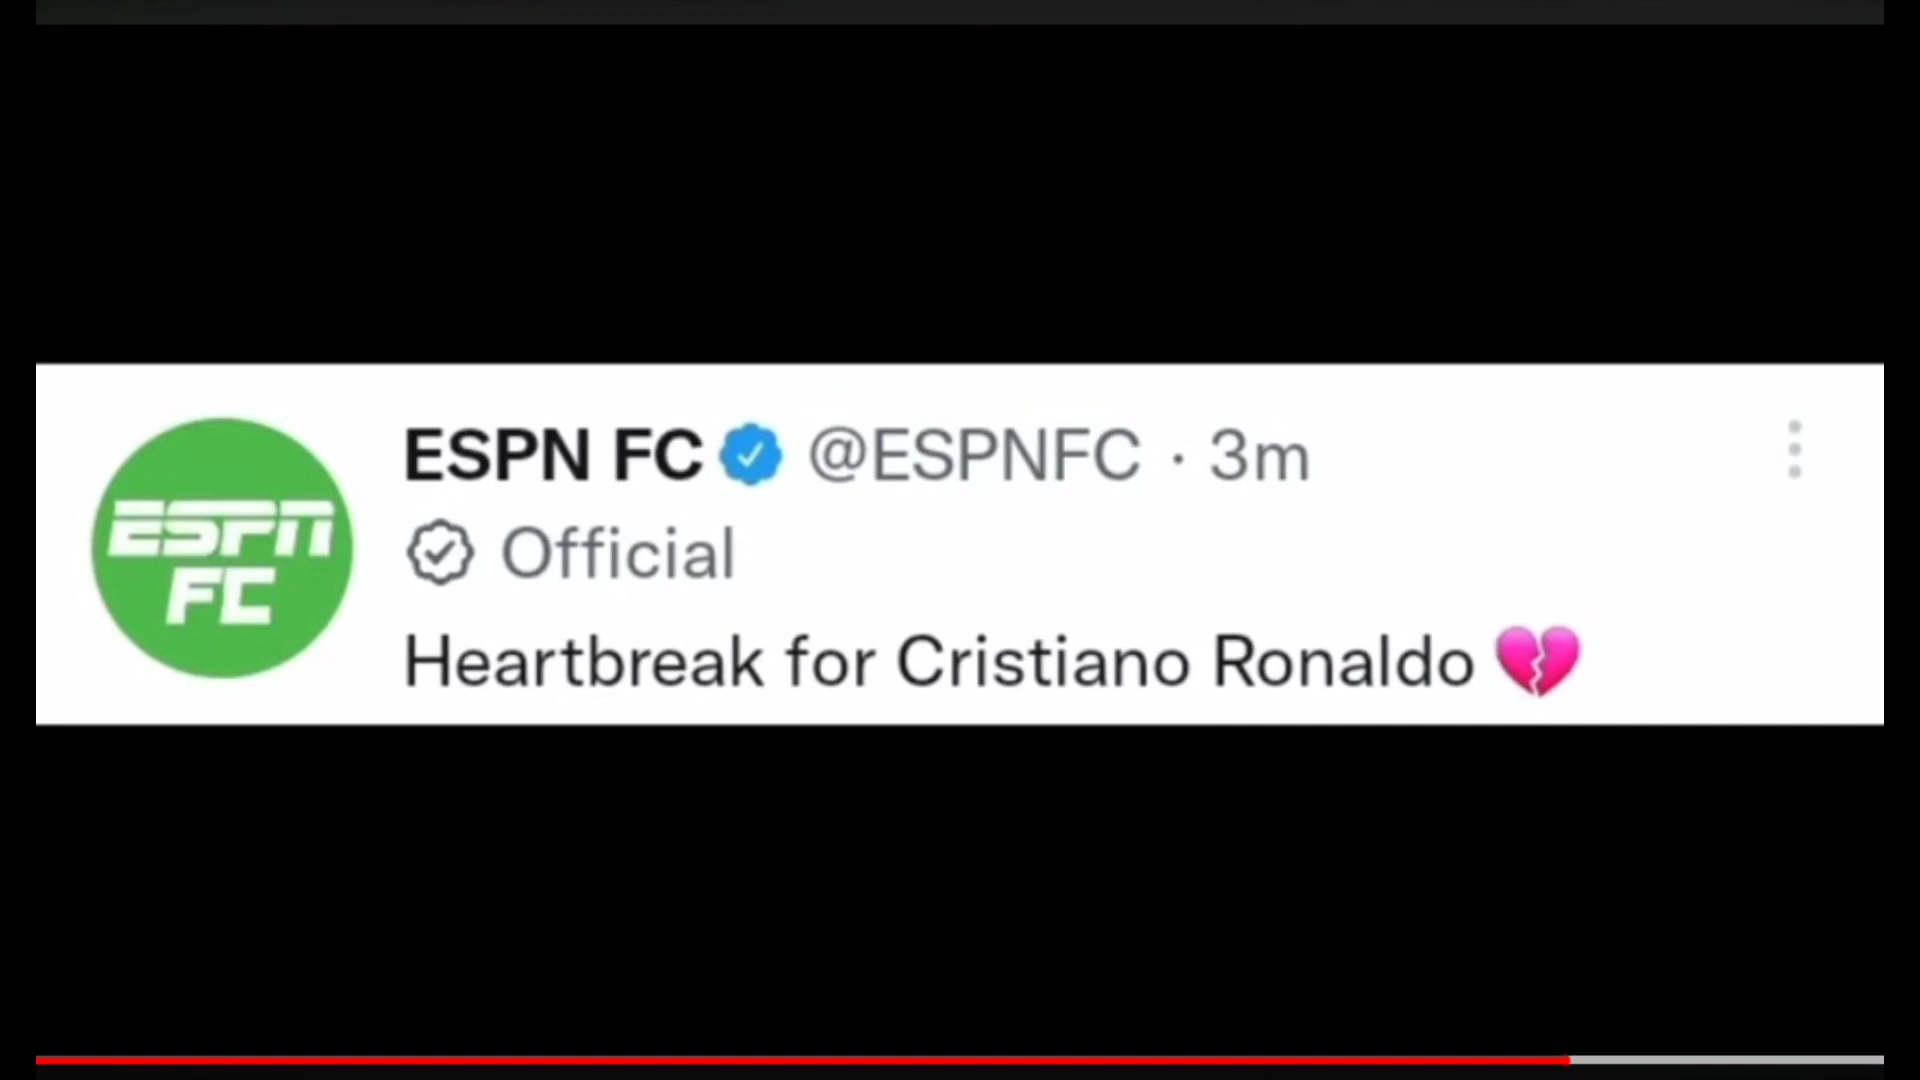 ESPN FC
ESPN FC @ESPNFC · 3m
Official
Heartbreak for Cristiano Ronaldo 💔